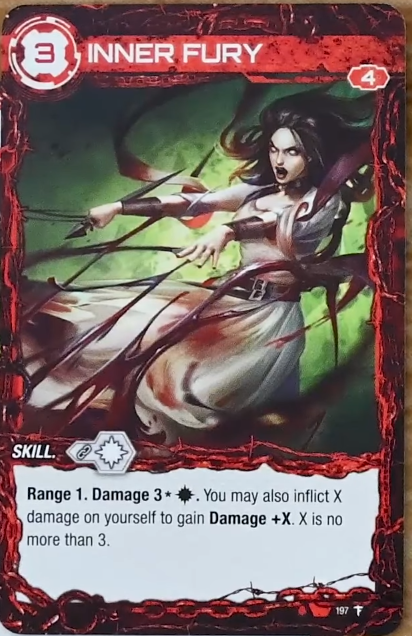 3 INNER FURY
4
SKILL.
Range 1. Damage 3* . You may also inflict X
damage on yourself to gain Damage +X. X is no
more than 3.
197